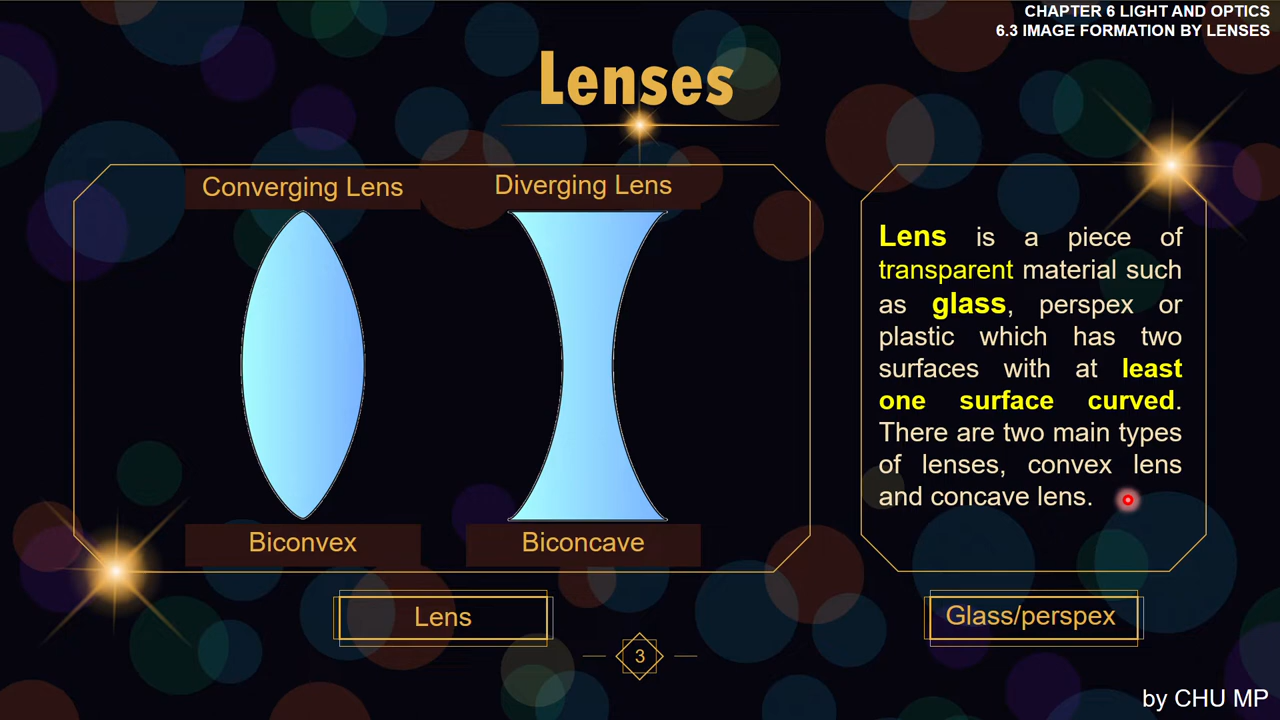 CHAPTER 6 LIGHT AND OPTICS
6.3 IMAGE FORMATION BY LENSES
Lenses
Converging Lens
Diverging Lens
Biconvex
Biconcave
Lens
Lens is a piece of
transparent material such
as glass, perspex or
plastic which has two
surfaces with at least
one surface curved.
There are two main types
of lenses, convex lens
and concave lens.
Glass/perspex
3
by CHU MP